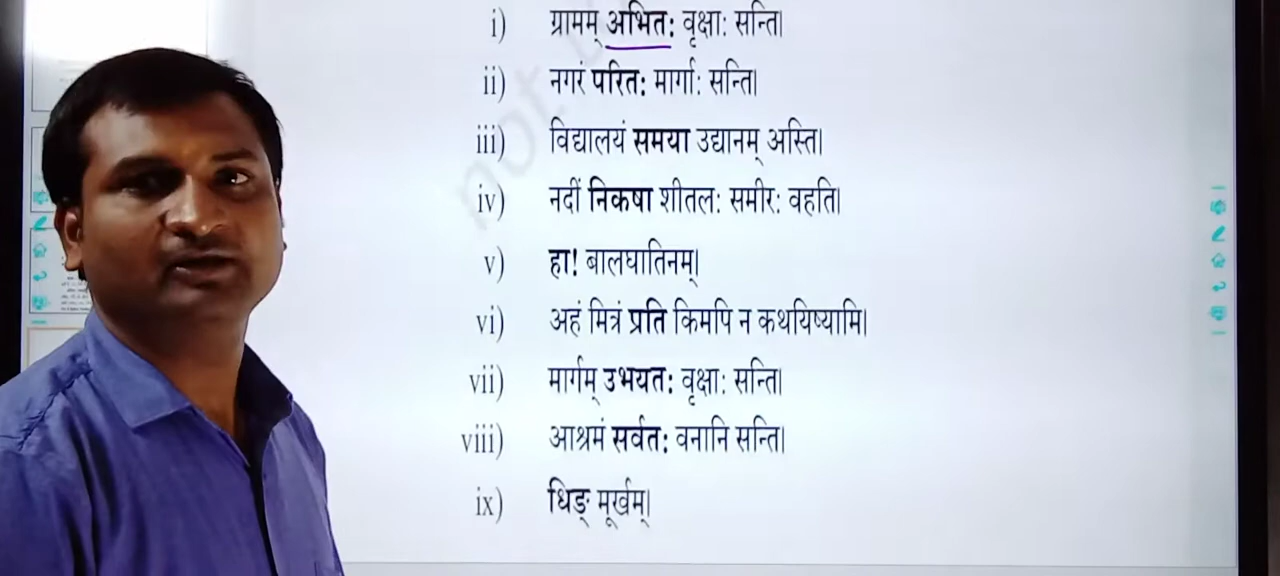 i) ग्रामम् अभित: वृक्षा: सन्ति।
ii) नगरं परित: मार्गा: सन्ति।
iii) विद्यालयं समया उद्यानम् अस्ति।
iv) नदीं निकषा शीतल: समीर: वहति।
v) हा! बालघातिनम्।
vi) अहं मित्रं प्रति किमपि न कथयिष्यामि।
vii) मार्गम् उभयत: वृक्षा: सन्ति।
viii) आश्रमं सर्वत: वनानि सन्ति।
ix) धिङ् मूर्खम्।
not